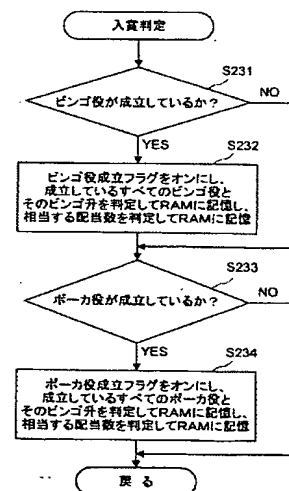 入賞判定
S231
ビンゴ役が成立しているか?
NO
YES
S232
ビンゴ役成立フラグをオンにし、
成立しているすべてのビンゴ役と
そのビンゴ升を判定してRAMに記憶し、
相当する配当数を判定してRAMに記憶
S233
ポーカ役が成立しているか?
NO
YES
S234
ポーカ役成立フラグをオンにし、
成立しているすべてのポーカ役と
そのビンゴ升を判定してRAMに記憶し、
相当する配当数を判定してRAMに記憶
戻る